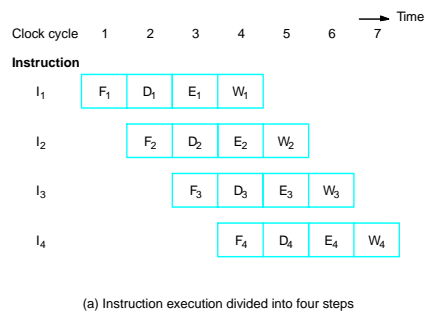 Time
Clock cycle 1 2 3 4 5 6 7
Instruction
I1 F1 D1 E1 W1
I2 F2 D2 E2 W2
I3 F3 D3 E3 W3
I4 F4 D4 E4 W4
(a) Instruction execution divided into four steps